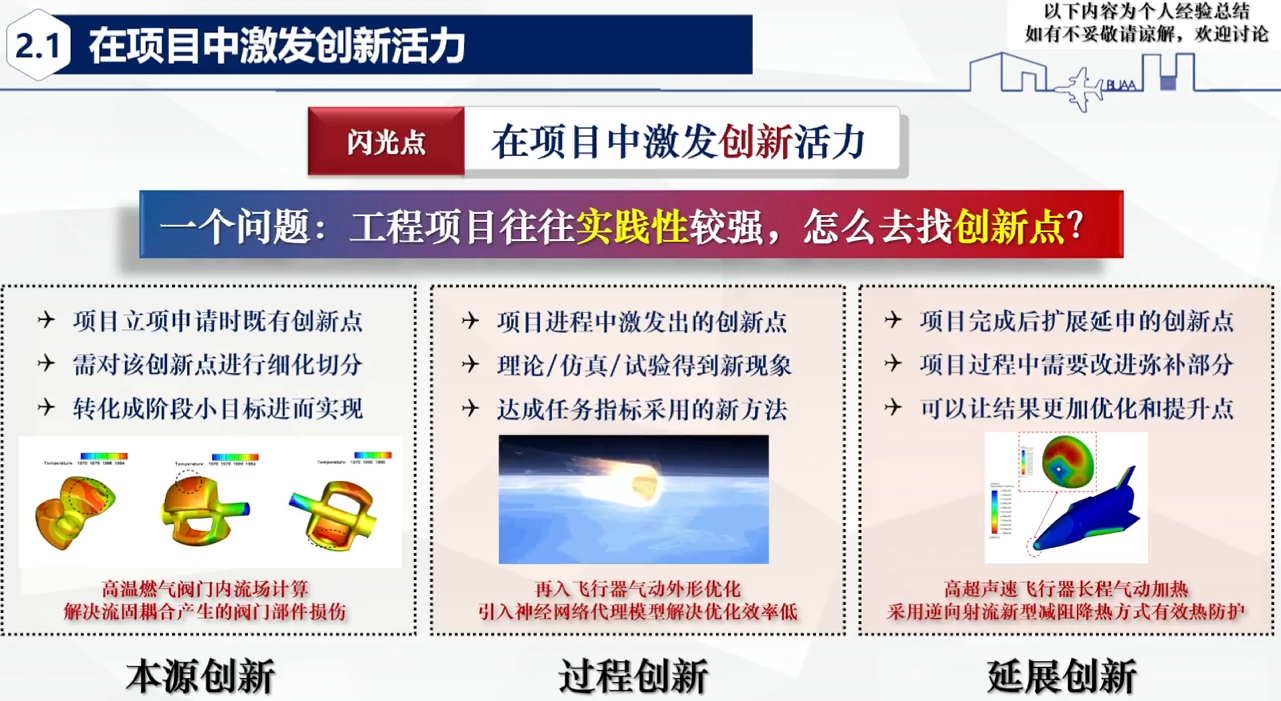 2.1 在项目中激发创新活力
以下内容为个人经验总结
如有不妥敬请谅解，欢迎讨论
BUAA
闪光点
在项目中激发创新活力
一个问题：工程项目往往实践性较强，怎么去找创新点？
项目立项申请时既有创新点
需对该创新点进行细化切分
转化成阶段小目标进而实现
高温燃气阀门内流场计算
解决流固耦合产生的阀门部件损伤
本源创新
项目进程中激发出的创新点
理论/仿真/试验得到新现象
达成任务指标采用的新方法
再入飞行器气动外形优化
引入神经网络代理模型解决优化效率低
过程创新
项目完成后扩展延申的创新点
项目过程中需要改进弥补部分
可以让结果更加优化和提升点
高超声速飞行器长程气动加热
采用逆向射流新型减阻降热方式有效热防护
延展创新